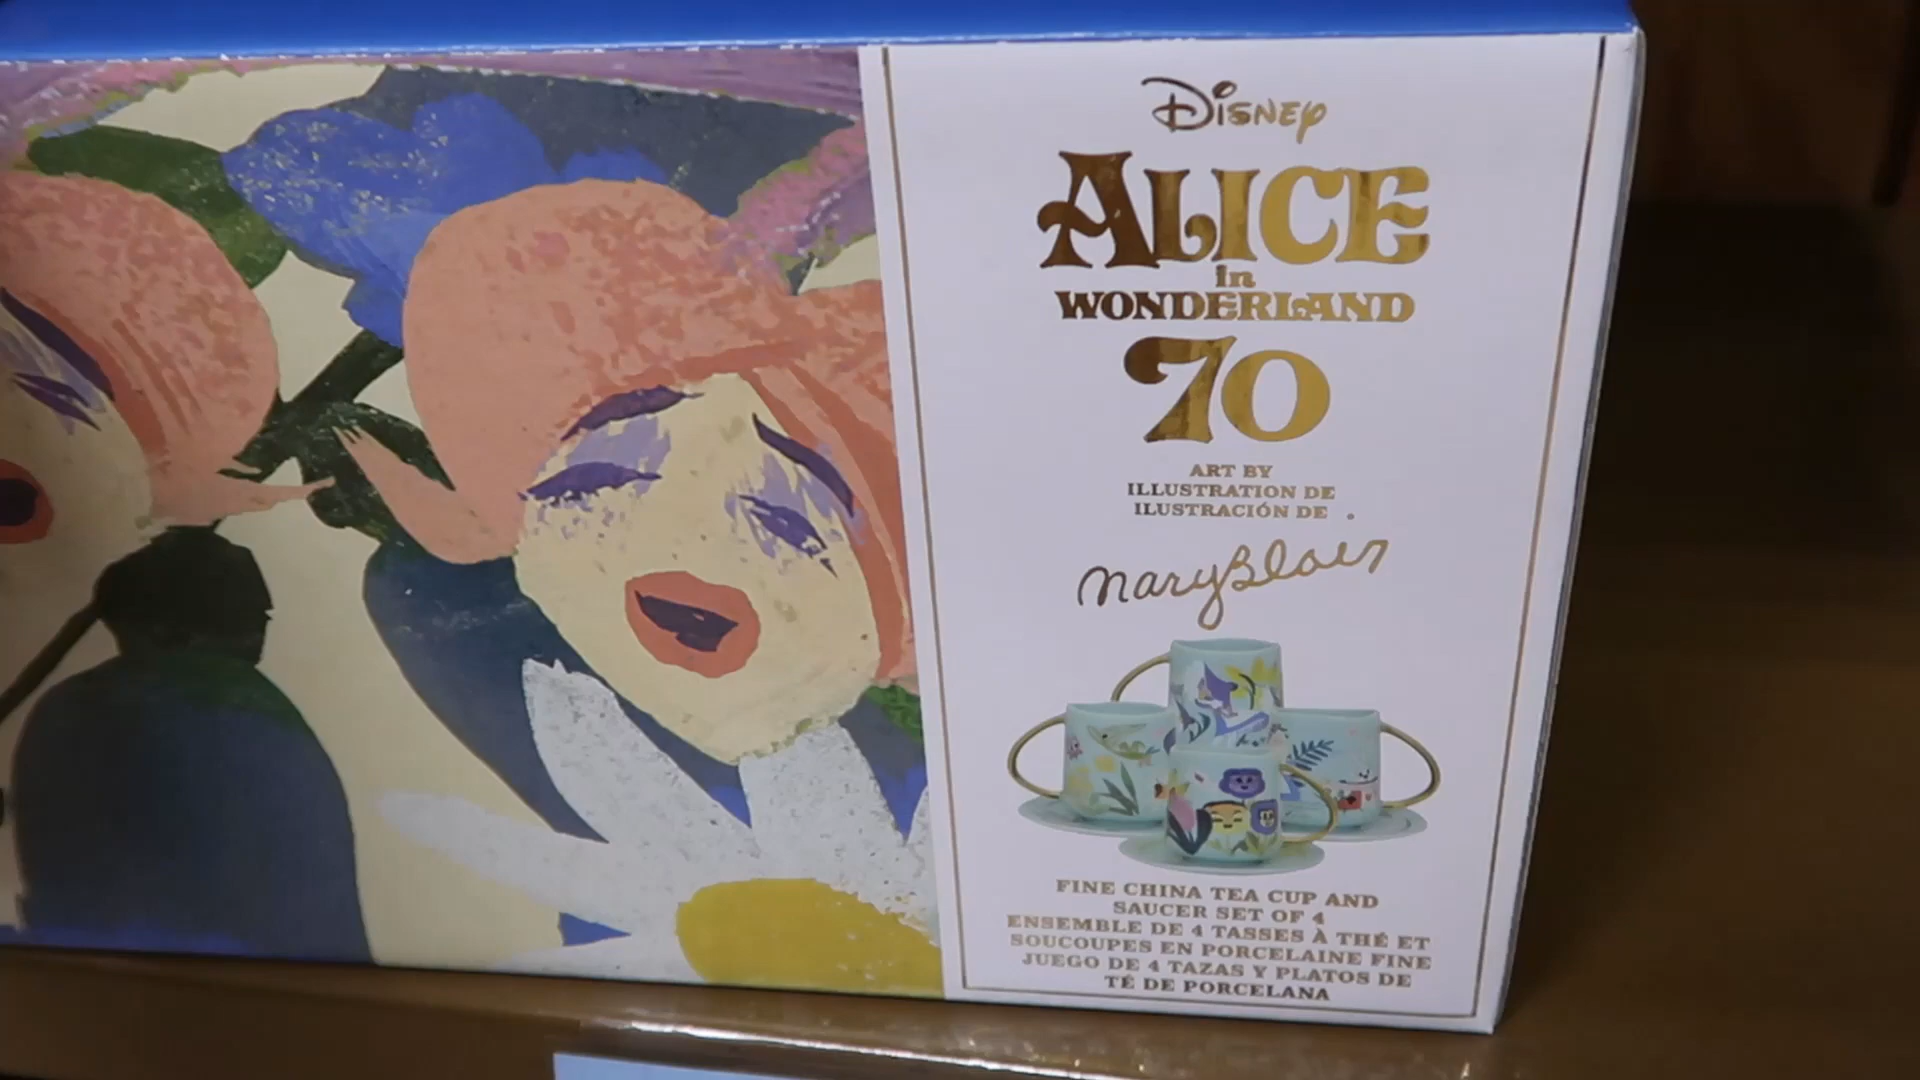 Disney
ALICE
in
WONDERLAND
70
ART BY
ILLUSTRATION DE
ILUSTRACIÓN DE
Mary Blair
FINE CHINA TEA CUP AND
SAUCER SET OF 4
ENSEMBLE DE 4 TASSES À THÉ ET
SOUCOUPES EN PORCELAINE FINE
JUEGO DE 4 TAZAS Y PLATOS DE
TÉ DE PORCELANA